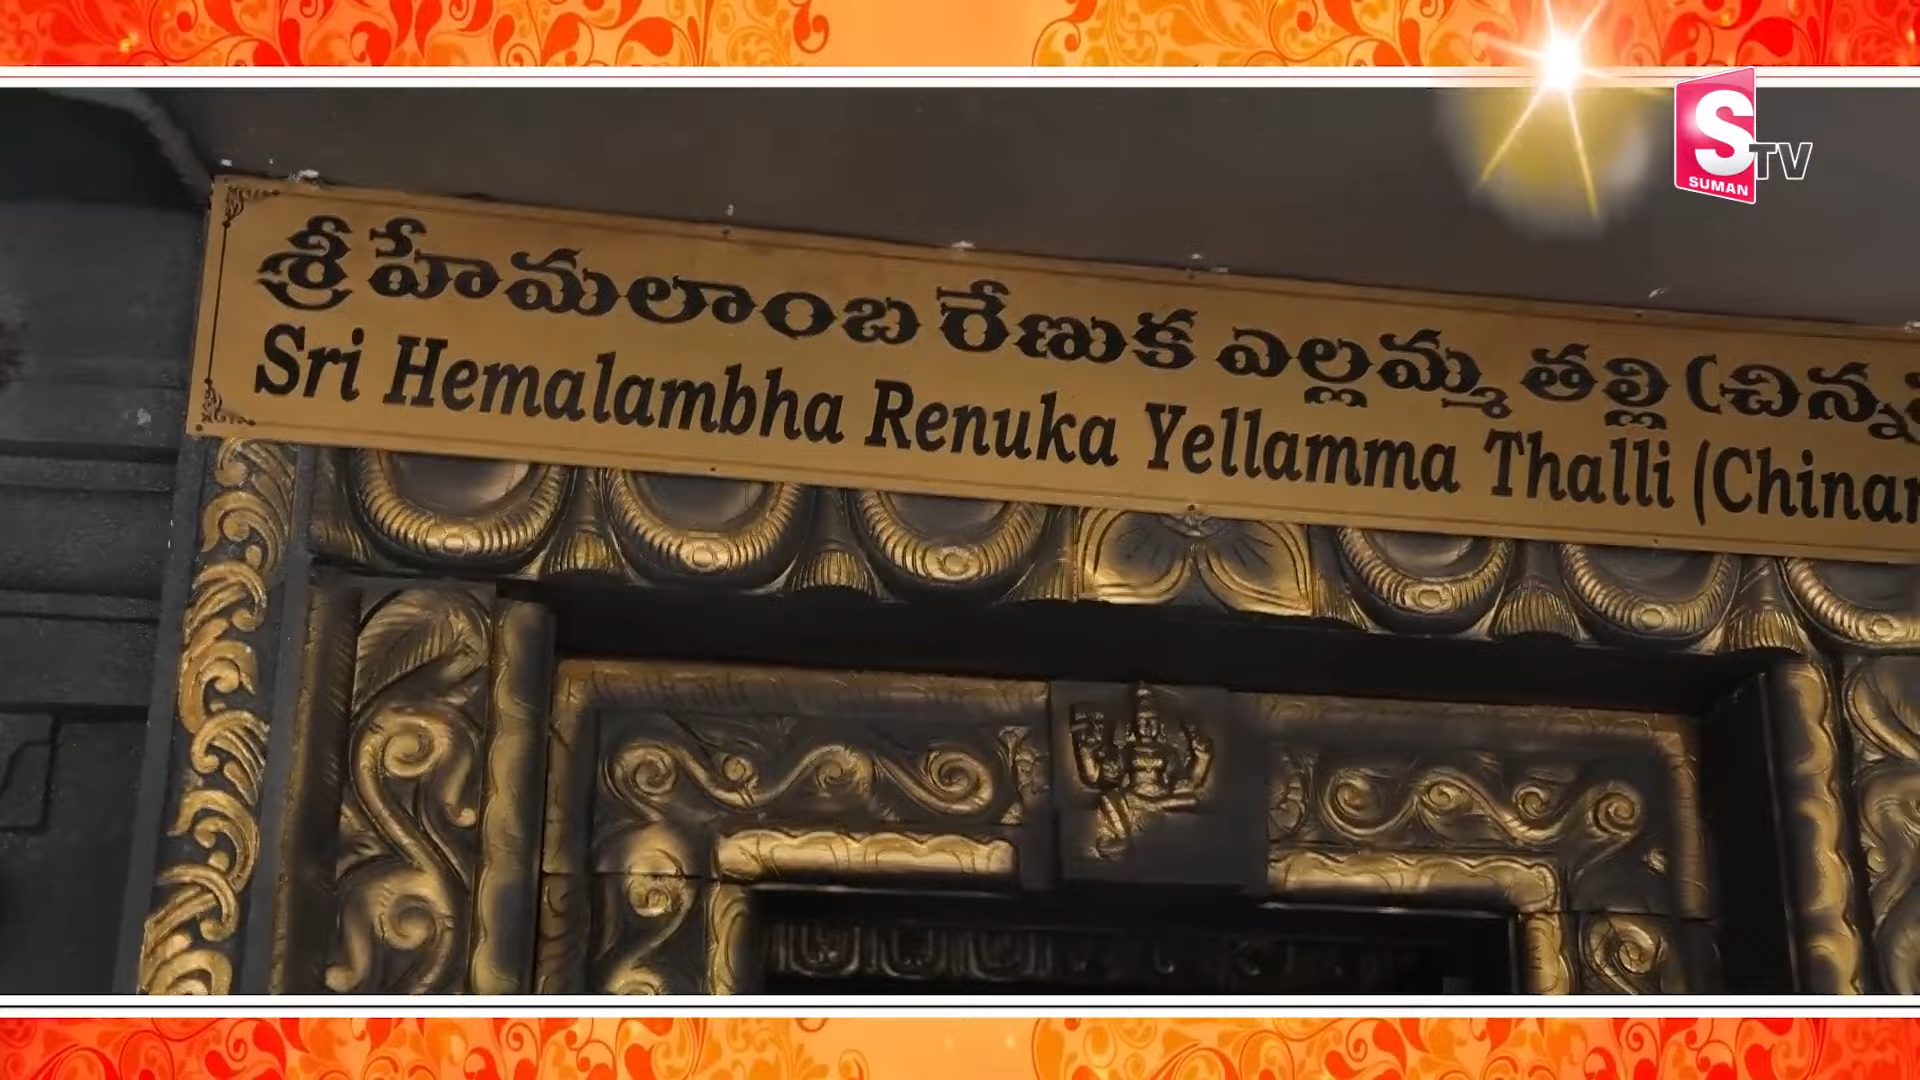 S
SUMAN
TV
శ్రీ హేమలాంబ రేణుక ఎల్లమ్మ తల్లి
Sri Hemalambha Renuka Yellamma Thalli